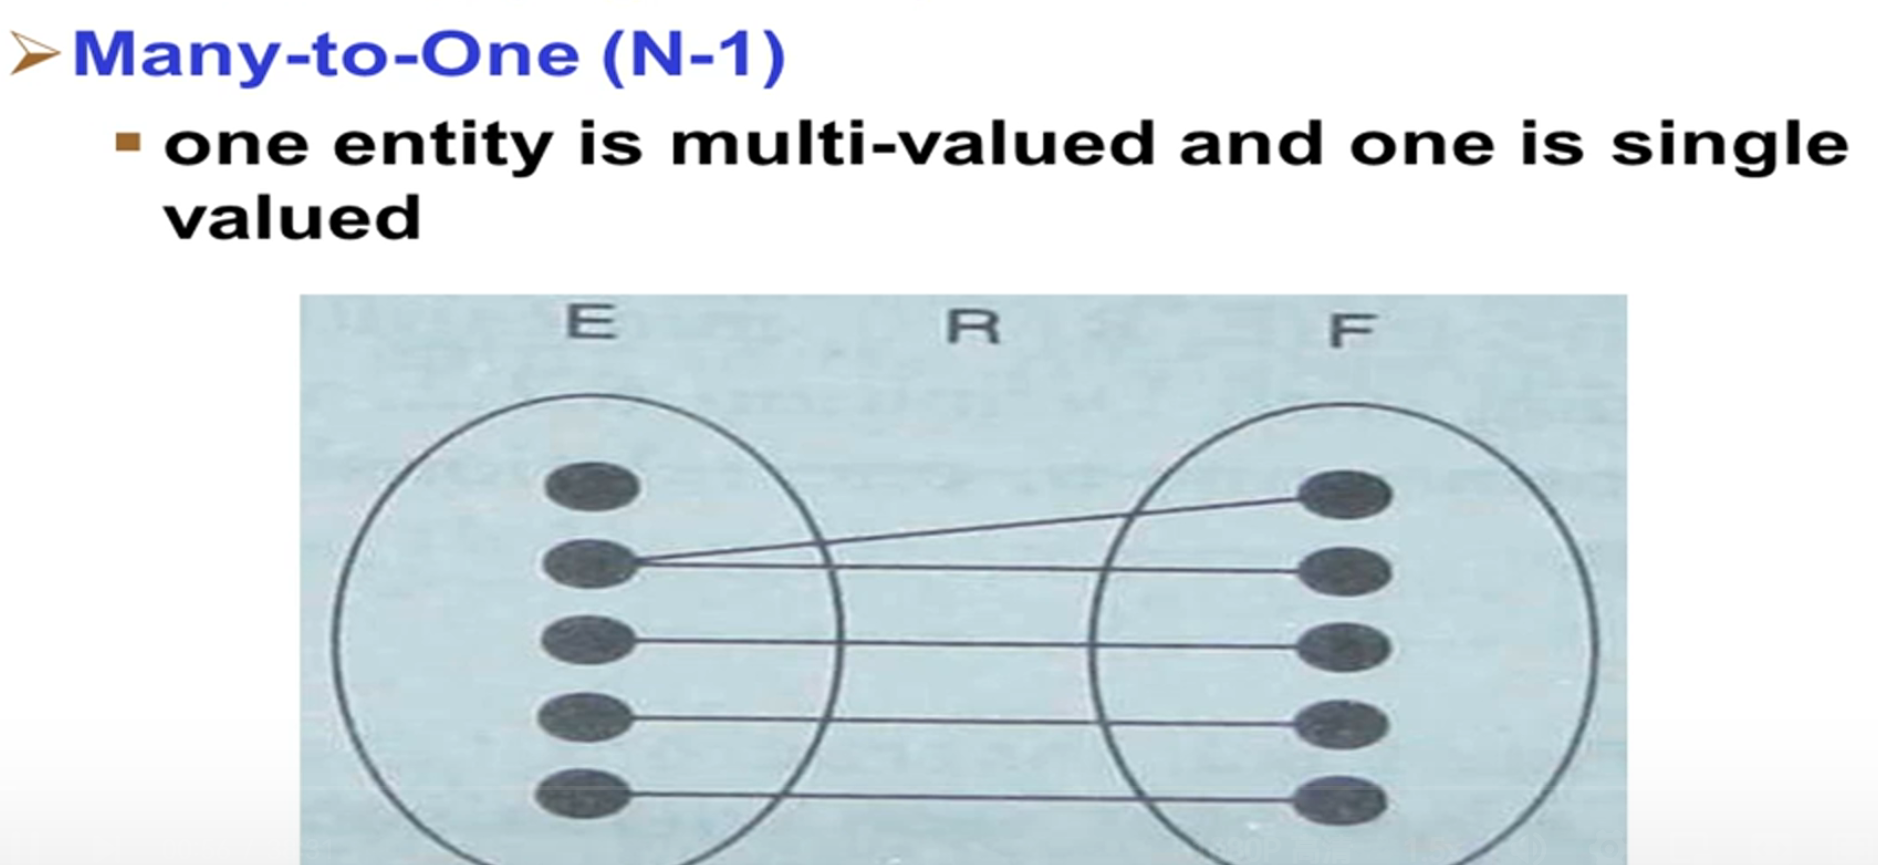 Many-to-One (N-1)
one entity is multi-valued and one is single
valued
E R F